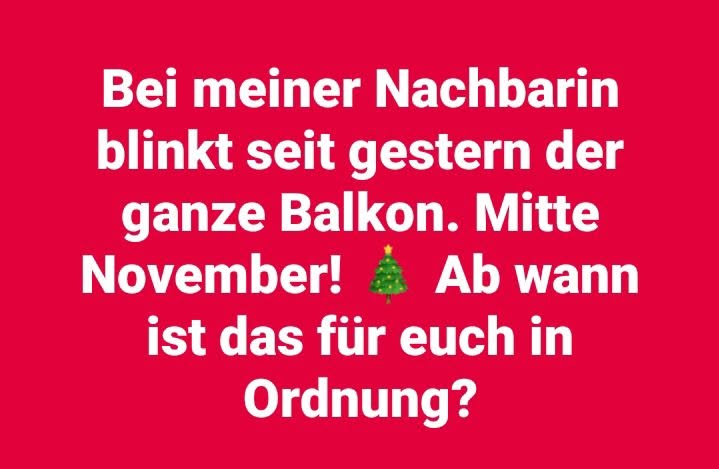 Bei meiner Nachbarin
blinkt seit gestern der
ganze Balkon. Mitte
November! 🎄 Ab wann
ist das für euch in
Ordnung?